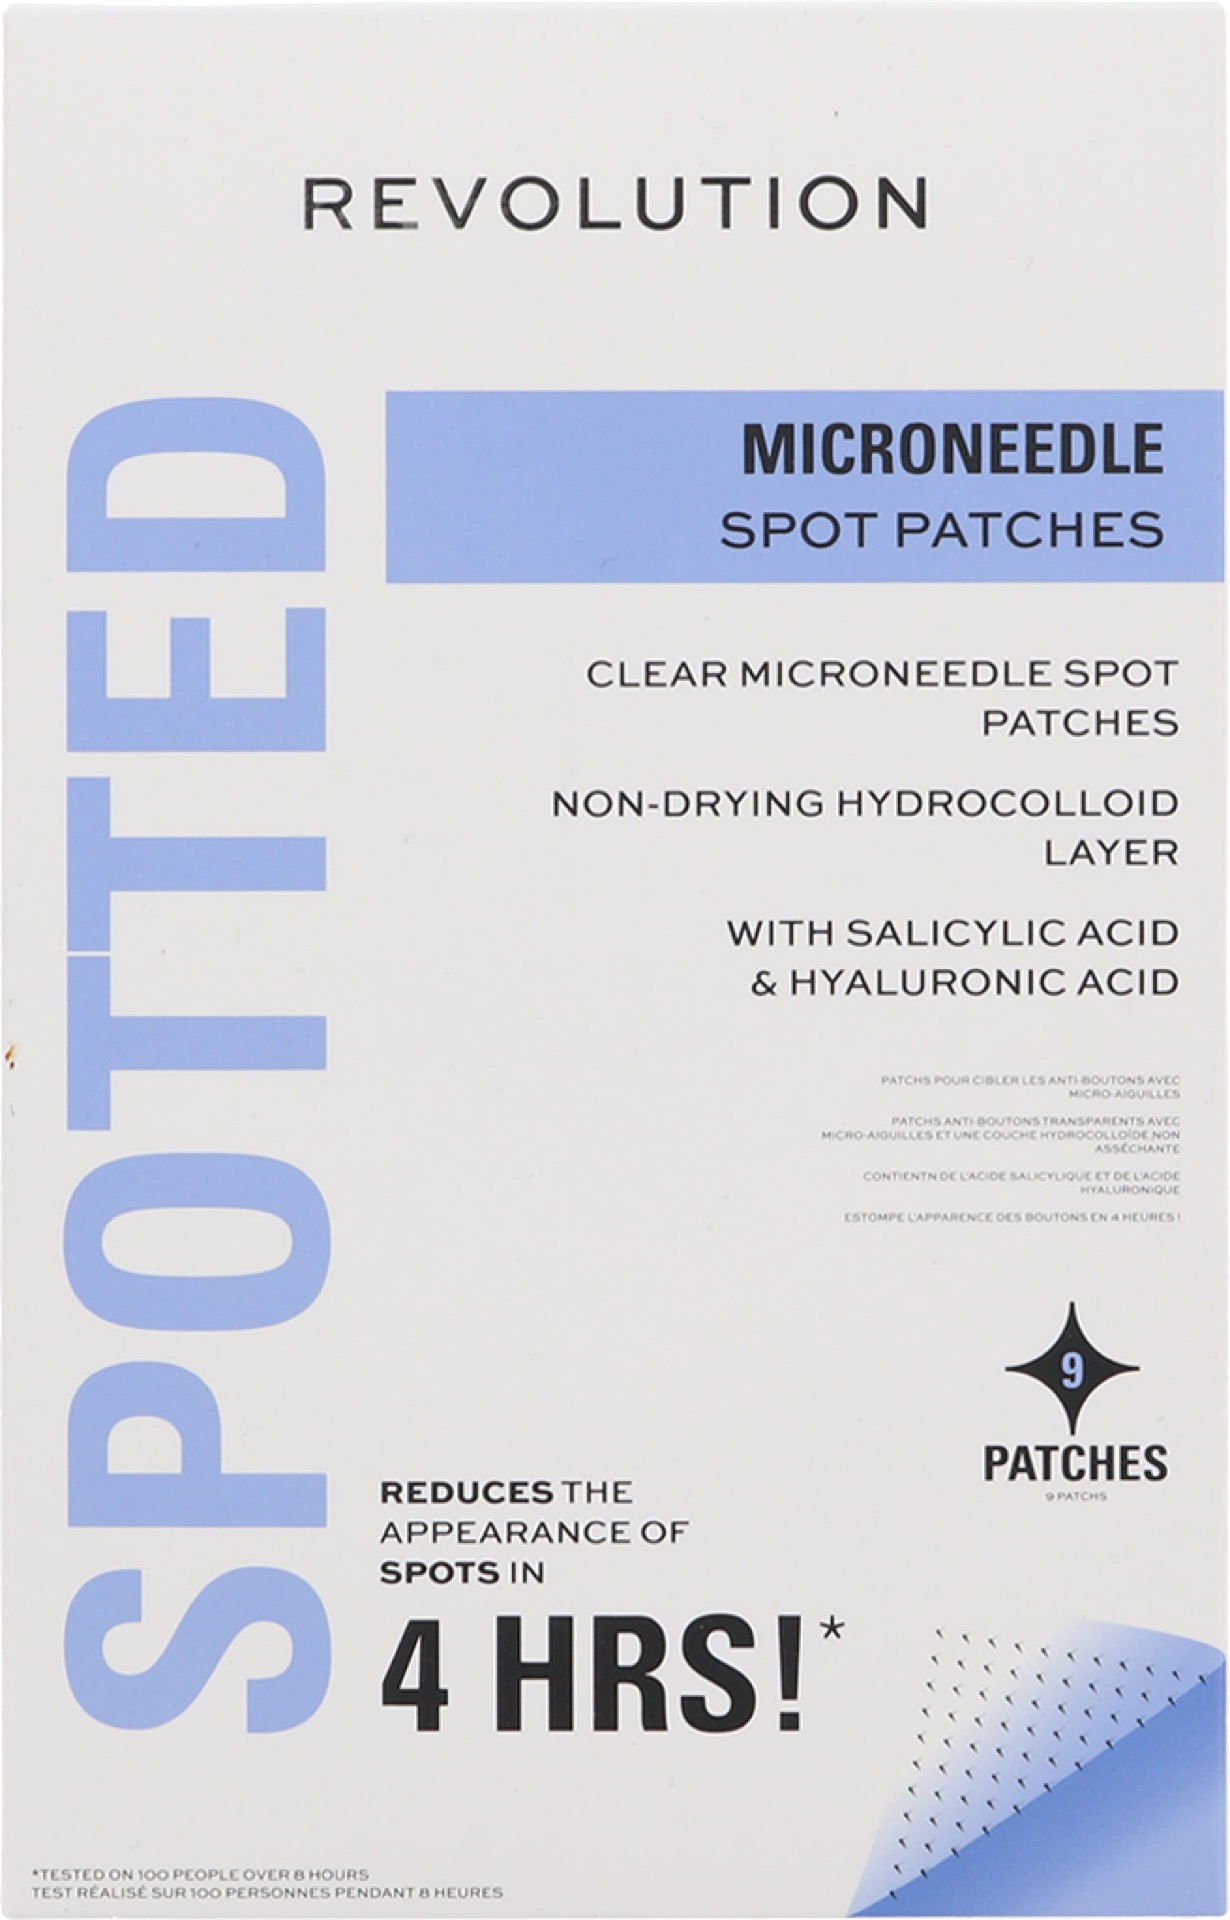 REVOLUTION
SPOTTED
MICRONEEDLE
SPOT PATCHES
CLEAR MICRONEEDLE SPOT
PATCHES
NON-DRYING HYDROCOLLOID
LAYER
WITH SALICYLIC ACID
& HYALURONIC ACID
PATCHS POUR CIBLER LES ANTI-BOUTONS AVEC
MICRO-AIGUILLES
PATCHS ANTI-BOUTONS TRANSPARENTS AVEC
MICRO-AIGUILLES ET UNE COUCHE HYDROCOLLOÏDE NON
ASSÉCHANTE
CONTIENTN DE L'ACIDE SALICYLIQUE ET DE L'ACIDE
HYALURONIQUE
ESTOMPE L'APPARENCE DES BOUTONS EN 4 HEURES !
9
PATCHES
9 PATCHS
REDUCES THE
APPEARANCE OF
SPOTS IN
4 HRS!*
*TESTED ON 100 PEOPLE OVER 8 HOURS
TEST RÉALISÉ SUR 100 PERSONNES PENDANT 8 HEURES